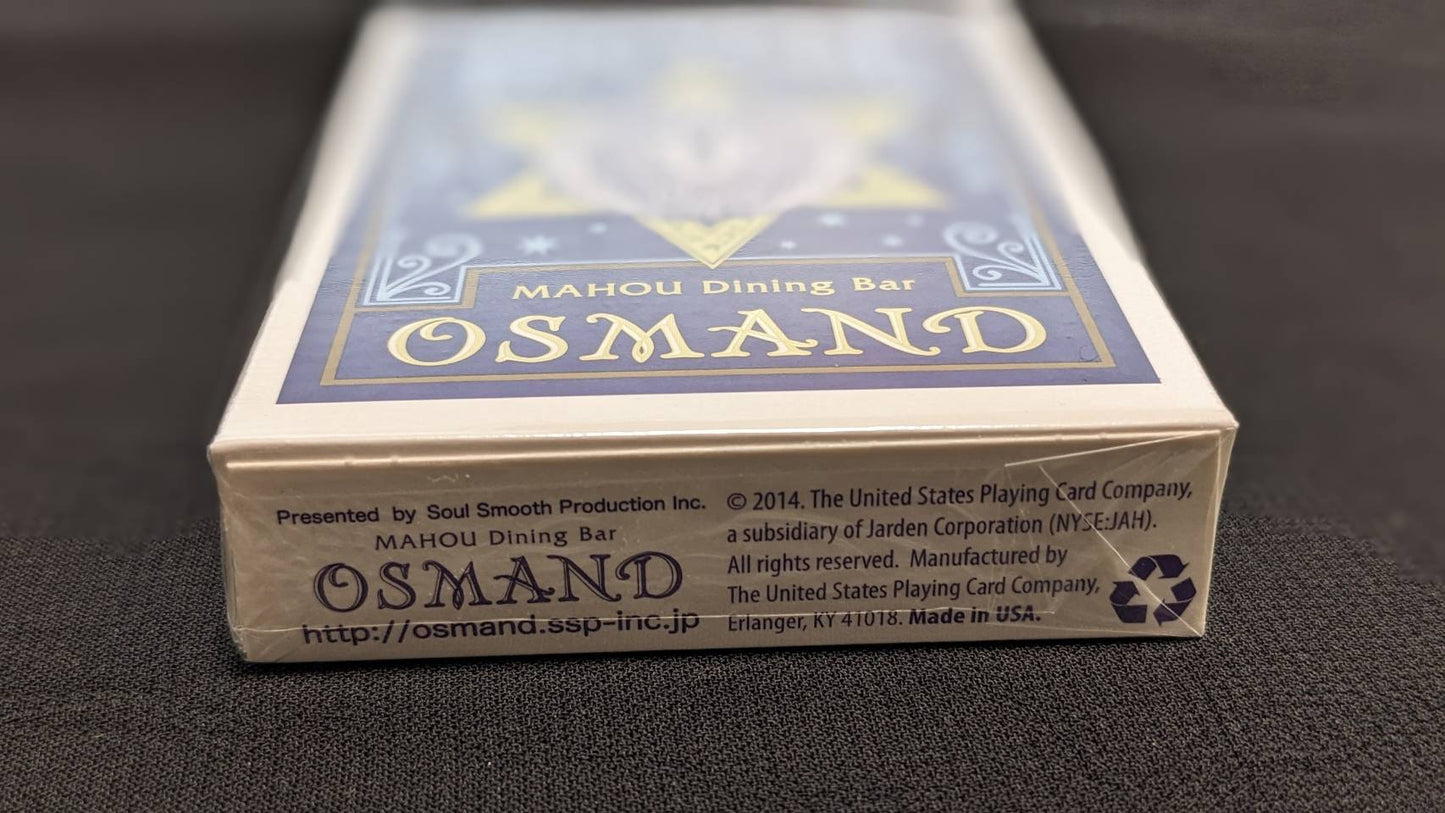 MAHOU Dining Bar
OSMAND
Presented by Soul Smooth Production Inc.
MAHOU Dining Bar
OSMAND
http://osmand.ssp-inc.jp
© 2014. The United States Playing Card Company,
a subsidiary of Jarden Corporation (NYSE:JAH).
All rights reserved. Manufactured by
The United States Playing Card Company,
Erlanger, KY 41018. Made in USA.